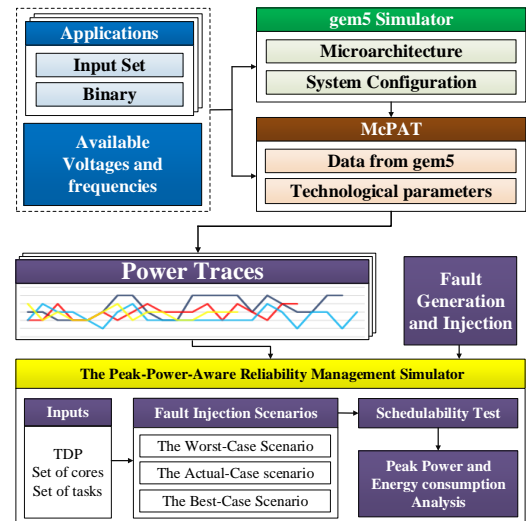 Applications
Input Set
Binary
Available
Voltages and
frequencies
gem5 Simulator
Microarchitecture
System Configuration
McPAT
Data from gem5
Technological parameters
Power Traces
Fault
Generation
and Injection
The Peak-Power-Aware Reliability Management Simulator
Inputs
TDP
Set of cores
Set of tasks
Fault Injection Scenarios
The Worst-Case Scenario
The Actual-Case scenario
The Best-Case Scenario
Schedulability Test
Peak Power and
Energy consumption
Analysis